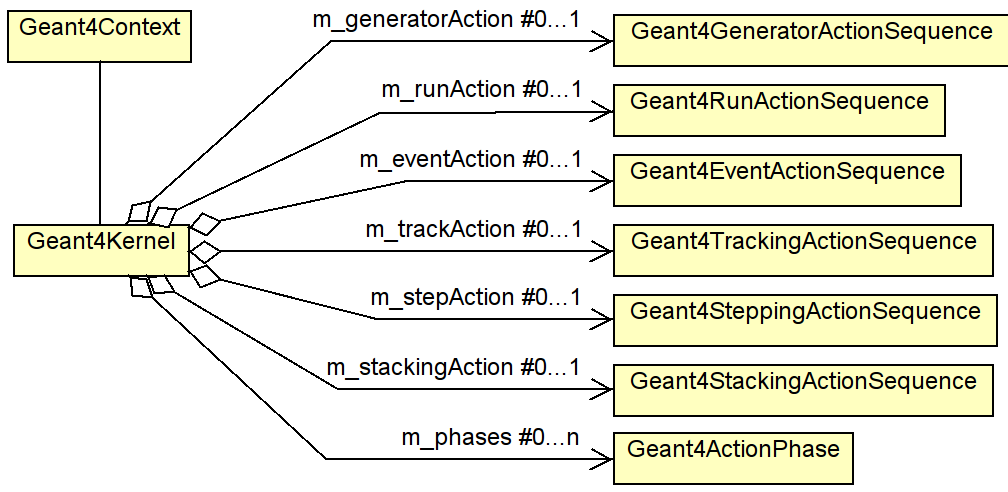 Geant4Context
m_generatorAction #0...1
Geant4GeneratorActionSequence
m_runAction #0...1
Geant4RunActionSequence
m_eventAction #0...1
Geant4EventActionSequence
Geant4Kernel
m_trackAction #0...1
Geant4TrackingActionSequence
m_stepAction #0...1
Geant4SteppingActionSequence
m_stackingAction #0...1
Geant4StackingActionSequence
m_phases #0...n
Geant4ActionPhase